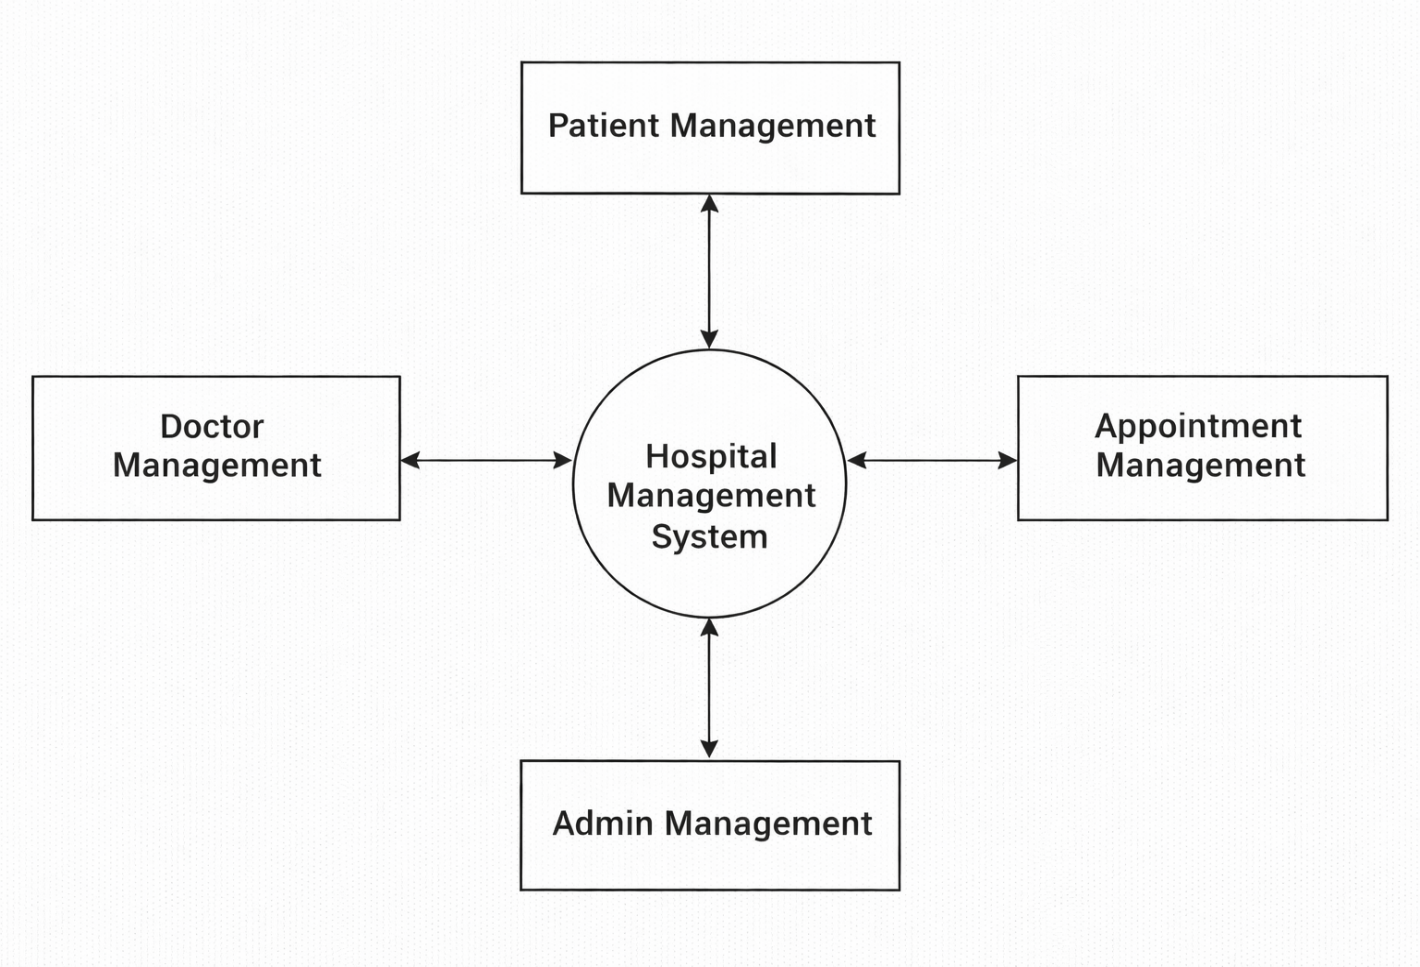 Patient Management
Doctor
Management
Hospital
Management
System
Appointment
Management
Admin Management